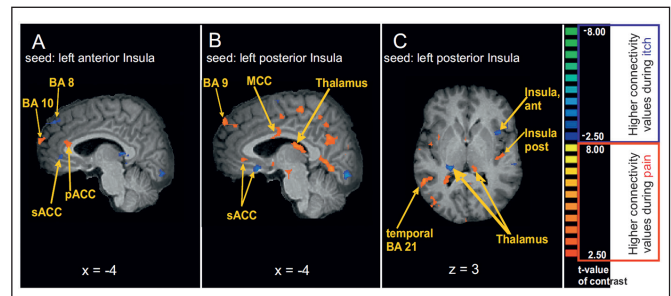 A
seed: left anterior Insula
BA 8
BA 10
pACC
sACC
x = -4
B
seed: left posterior Insula
BA 9
MCC
Thalamus
sACC
x = -4
C
seed: left posterior Insula
Insula,
ant
Insula
post
temporal
BA 21
Thalamus
z = 3
-8.00
-2.50
8.00
2.50
t-value
of contrast
Higher connectivity
values during itch
Higher connectivity
values during pain